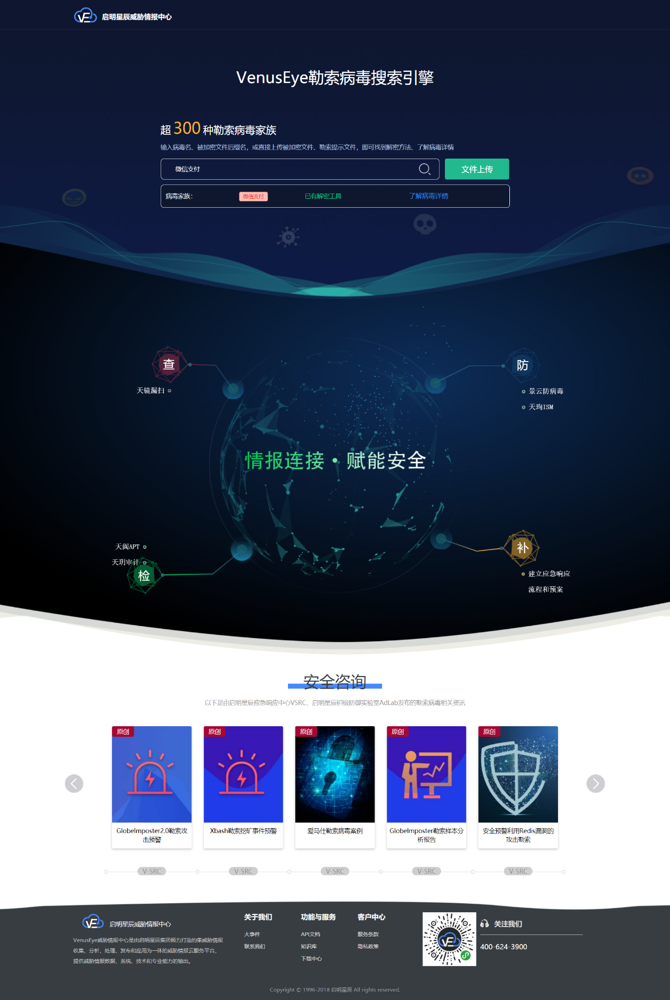 VE 启明星辰威胁情报中心
VenusEye勒索病毒搜索引擎
超 300 种勒索病毒家族
输入病毒名、被加密文件后缀名，或直接上传被加密文件、勒索提示文件，即可找到解密方法、了解病毒详情
微信支付
文件上传
病毒家族： 微信支付 已有解密工具 了解病毒详情
查
天镜漏扫
防
景云防病毒
天珣ISM
情报连接·赋能安全
天阗APT
天玥审计
检
补
建立应急响应
流程和预案
安全咨询
以下是由启明星辰应急响应中心VSRC、启明星辰积极防御实验室AdLab发布的勒索病毒相关资讯
原创
GlobeImposter2.0勒索攻
击预警
原创
Xbash勒索挖矿事件预警
原创
爱马仕勒索病毒案例
原创
GlobeImposter勒索样本分
析报告
原创
安全预警利用Redis漏洞的
攻击勒索
V-SRC V-SRC V-SRC V-SRC V-SRC
VE 启明星辰威胁情报中心
VenusEye威胁情报中心是由启明星辰集团倾力打造的集威胁情报
收集、分析、处理、发布和应用为一体的威胁情报云服务平台，
提供威胁情报数据、系统、技术和专业能力的输出。
关于我们
大事件
联系我们
功能与服务
API文档
知识库
下载中心
客户中心
服务条款
隐私政策
VE
关注我们
400-624-3900
Copyright © 1996-2018 启明星辰 All rights reserved.